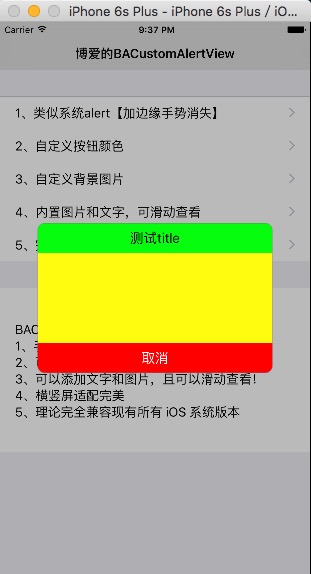 iPhone 6s Plus - iPhone 6s Plus / iO...
Carrier 9:37 PM
博爱的BACustomAlertView
1、类似系统alert【加边缘手势消失】
2、自定义按钮颜色
3、自定义背景图片
4、内置图片和文字，可滑动查看
5、
测试title
取消
BAC
1、
2、
3、可以添加文字和图片，且可以滑动查看！
4、横竖屏适配完美
5、理论完全兼容现有所有 iOS 系统版本